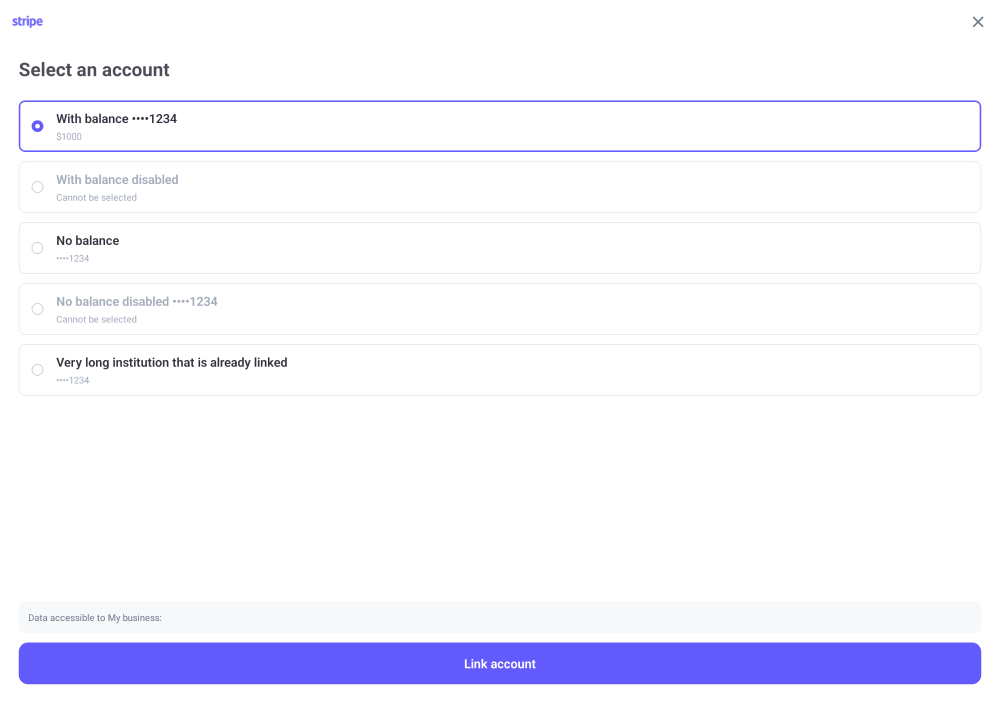 stripe
Select an account
With balance ••••1234
$1000
With balance disabled
Cannot be selected
No balance
••••1234
No balance disabled ••••1234
Cannot be selected
Very long institution that is already linked
••••1234
Data accessible to My business:
Link account